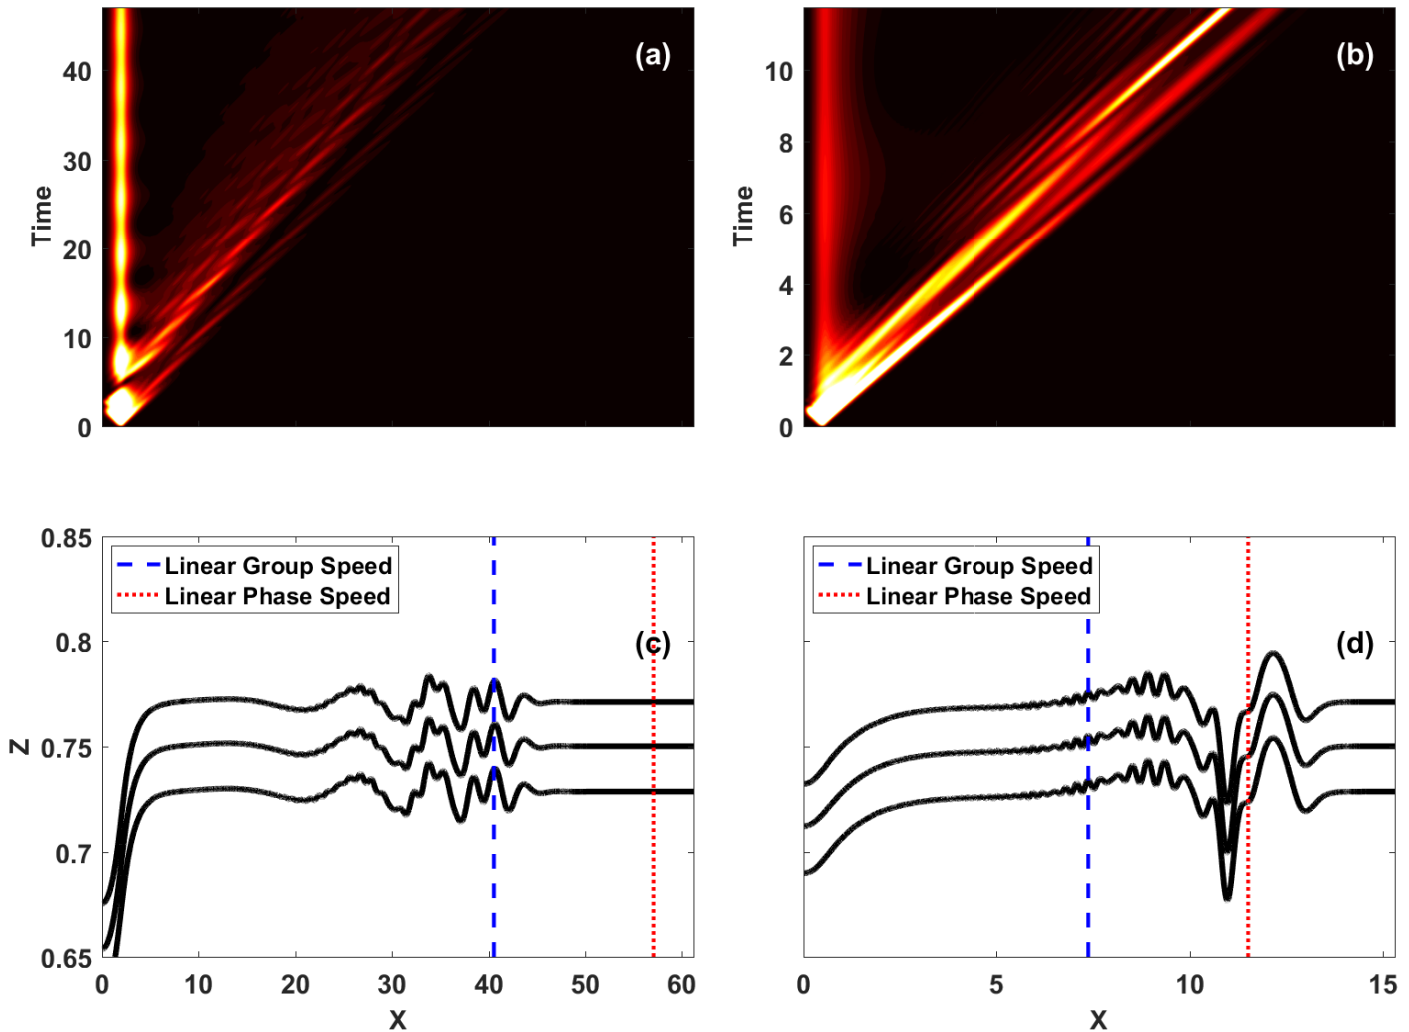 (a)
40
30
20
10
0
Time
(b)
10
8
6
4
2
0
Time
0.85
0.8
0.75
0.7
0.65
Z
Linear Group Speed
Linear Phase Speed
(c)
0 10 20 30 40 50 60
X
Linear Group Speed
Linear Phase Speed
(d)
0 5 10 15
X